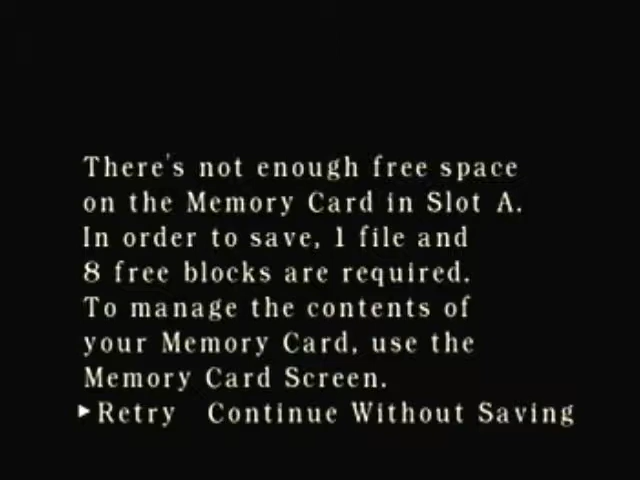 There's not enough free space
on the Memory Card in Slot A.
In order to save, 1 file and
8 free blocks are required.
To manage the contents of
your Memory Card, use the
Memory Card Screen.
Retry Continue Without Saving